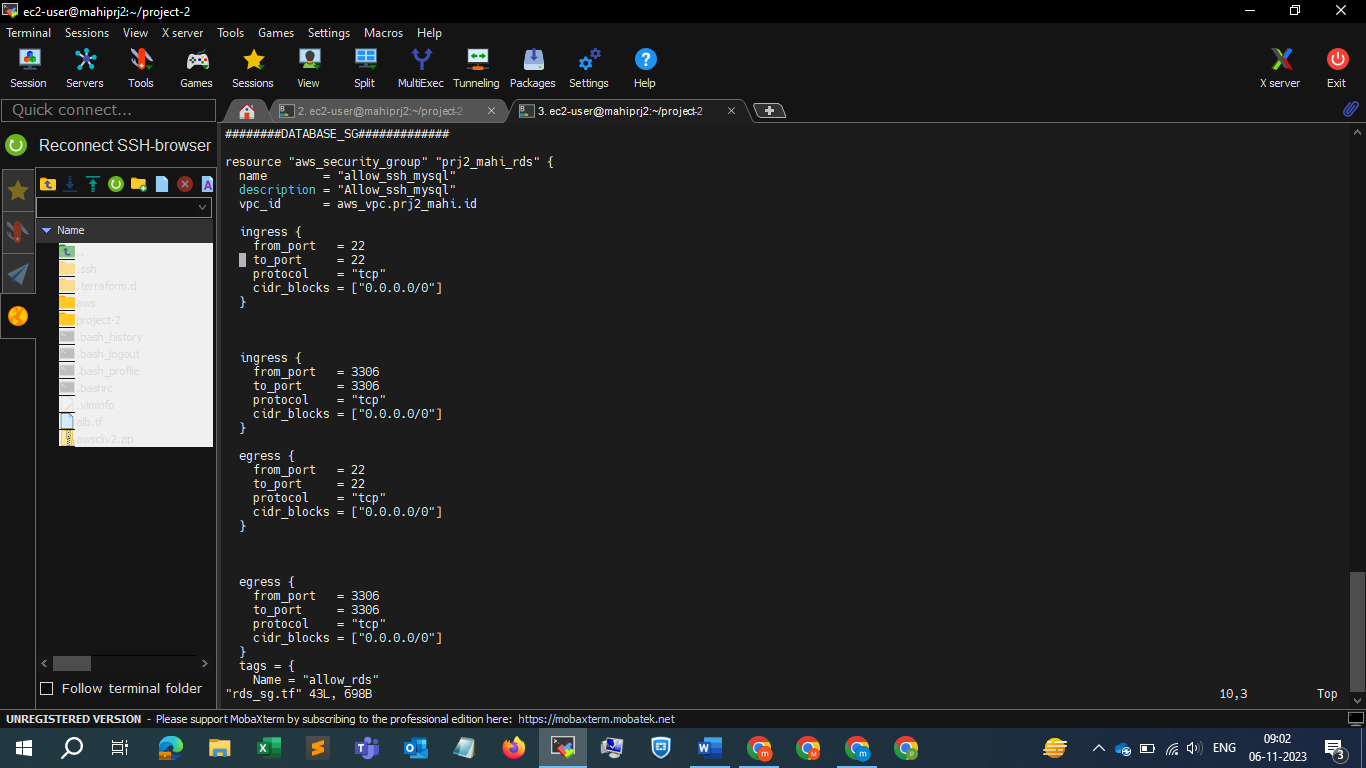 ec2-user@mahiprj2:~/project-2
Terminal Sessions View X server Tools Games Settings Macros Help
Session Servers Tools Games Sessions View Split MultiExec Tunneling Packages Settings Help X server Exit
Quick connect...
2. ec2-user@mahiprj2:~/project-2
3. ec2-user@mahiprj2:~/project-2
Reconnect SSH-browser
Name
..
.ssh
.terraform.d
aws
project-2
.bash_history
.bash_logout
.bash_profile
.bashrc
.viminfo
alb.tf
awscliv2.zip
Follow terminal folder
########DATABASE_SG#############
resource "aws_security_group" "prj2_mahi_rds" {
name = "allow_ssh_mysql"
description = "Allow_ssh_mysql"
vpc_id = aws_vpc.prj2_mahi.id
ingress {
from_port = 22
to_port = 22
protocol = "tcp"
cidr_blocks = ["0.0.0.0/0"]
}
ingress {
from_port = 3306
to_port = 3306
protocol = "tcp"
cidr_blocks = ["0.0.0.0/0"]
}
egress {
from_port = 22
to_port = 22
protocol = "tcp"
cidr_blocks = ["0.0.0.0/0"]
}
egress {
from_port = 3306
to_port = 3306
protocol = "tcp"
cidr_blocks = ["0.0.0.0/0"]
}
tags = {
Name = "allow_rds"
"rds_sg.tf" 43L, 698B 10,3 Top
UNREGISTERED VERSION - Please support MobaXterm by subscribing to the professional edition here: https://mobaxterm.mobatek.net
ENG
09:02
06-11-2023
3